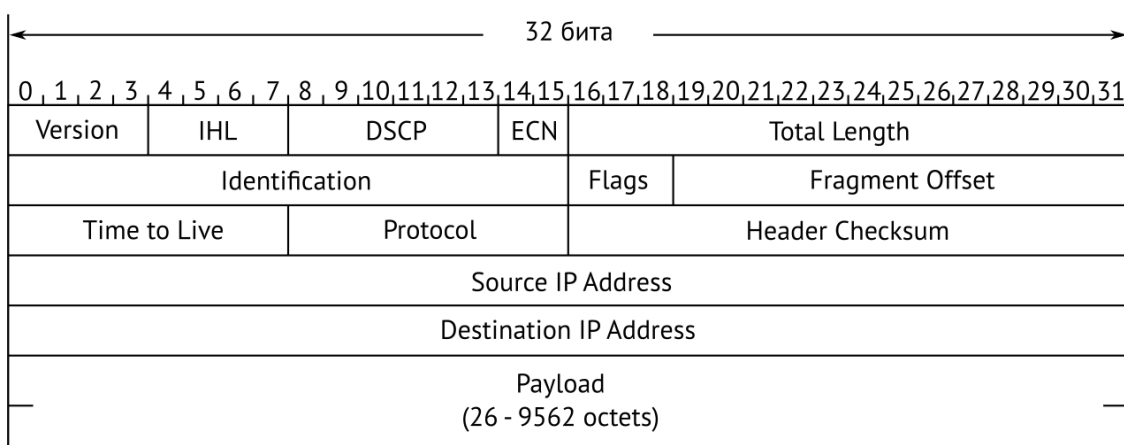 32 бита
0 1 2 3 4 5 6 7 8 9 10 11 12 13 14 15 16 17 18 19 20 21 22 23 24 25 26 27 28 29 30 31
Version IHL DSCP ECN Total Length
Identification Flags Fragment Offset
Time to Live Protocol Header Checksum
Source IP Address
Destination IP Address
Payload
(26 - 9562 octets)